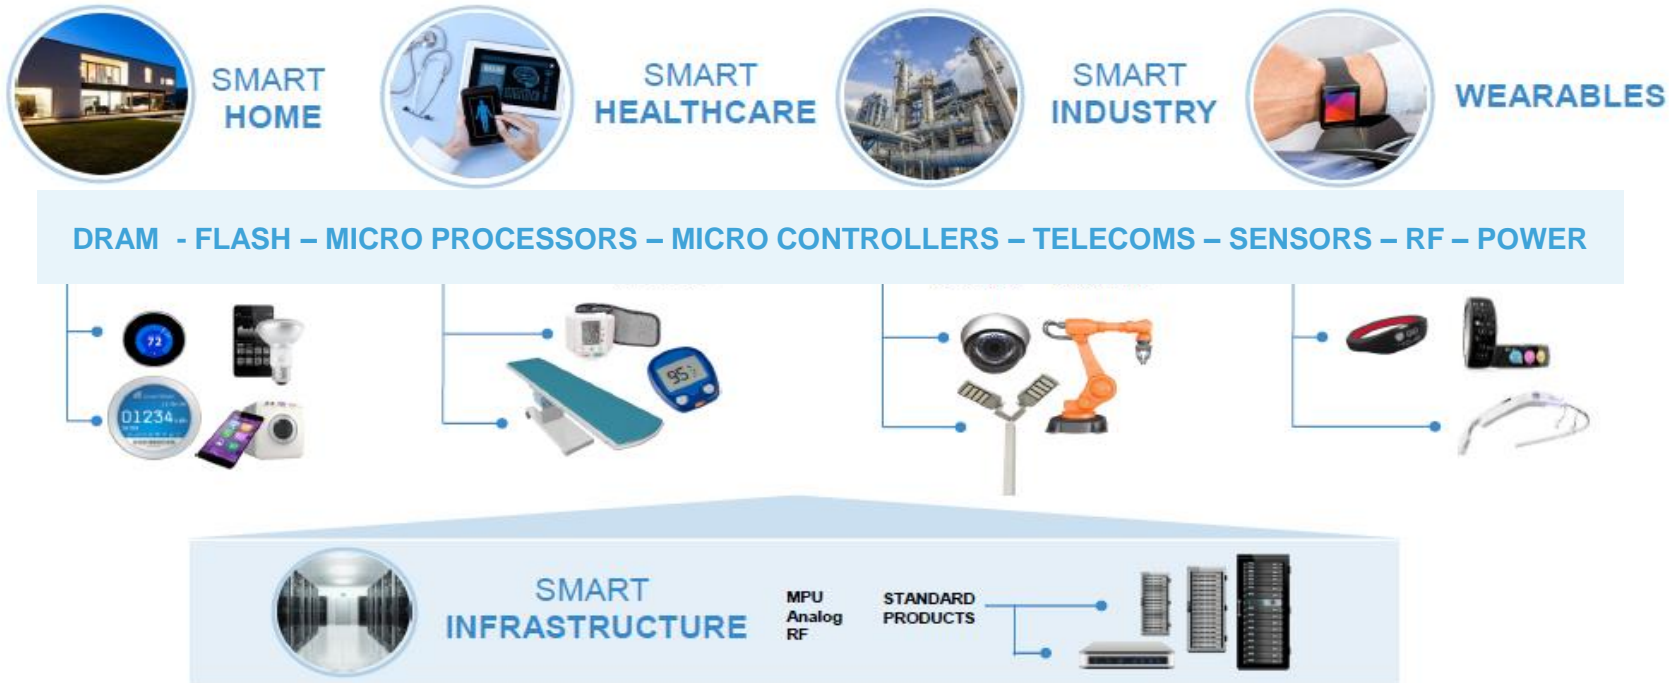 SMART
HOME
SMART
HEALTHCARE
SMART
INDUSTRY
WEARABLES
DRAM - FLASH – MICRO PROCESSORS – MICRO CONTROLLERS – TELECOMS – SENSORS – RF – POWER
72
01234
95
SMART
INFRASTRUCTURE
MPU
Analog
RF
STANDARD
PRODUCTS